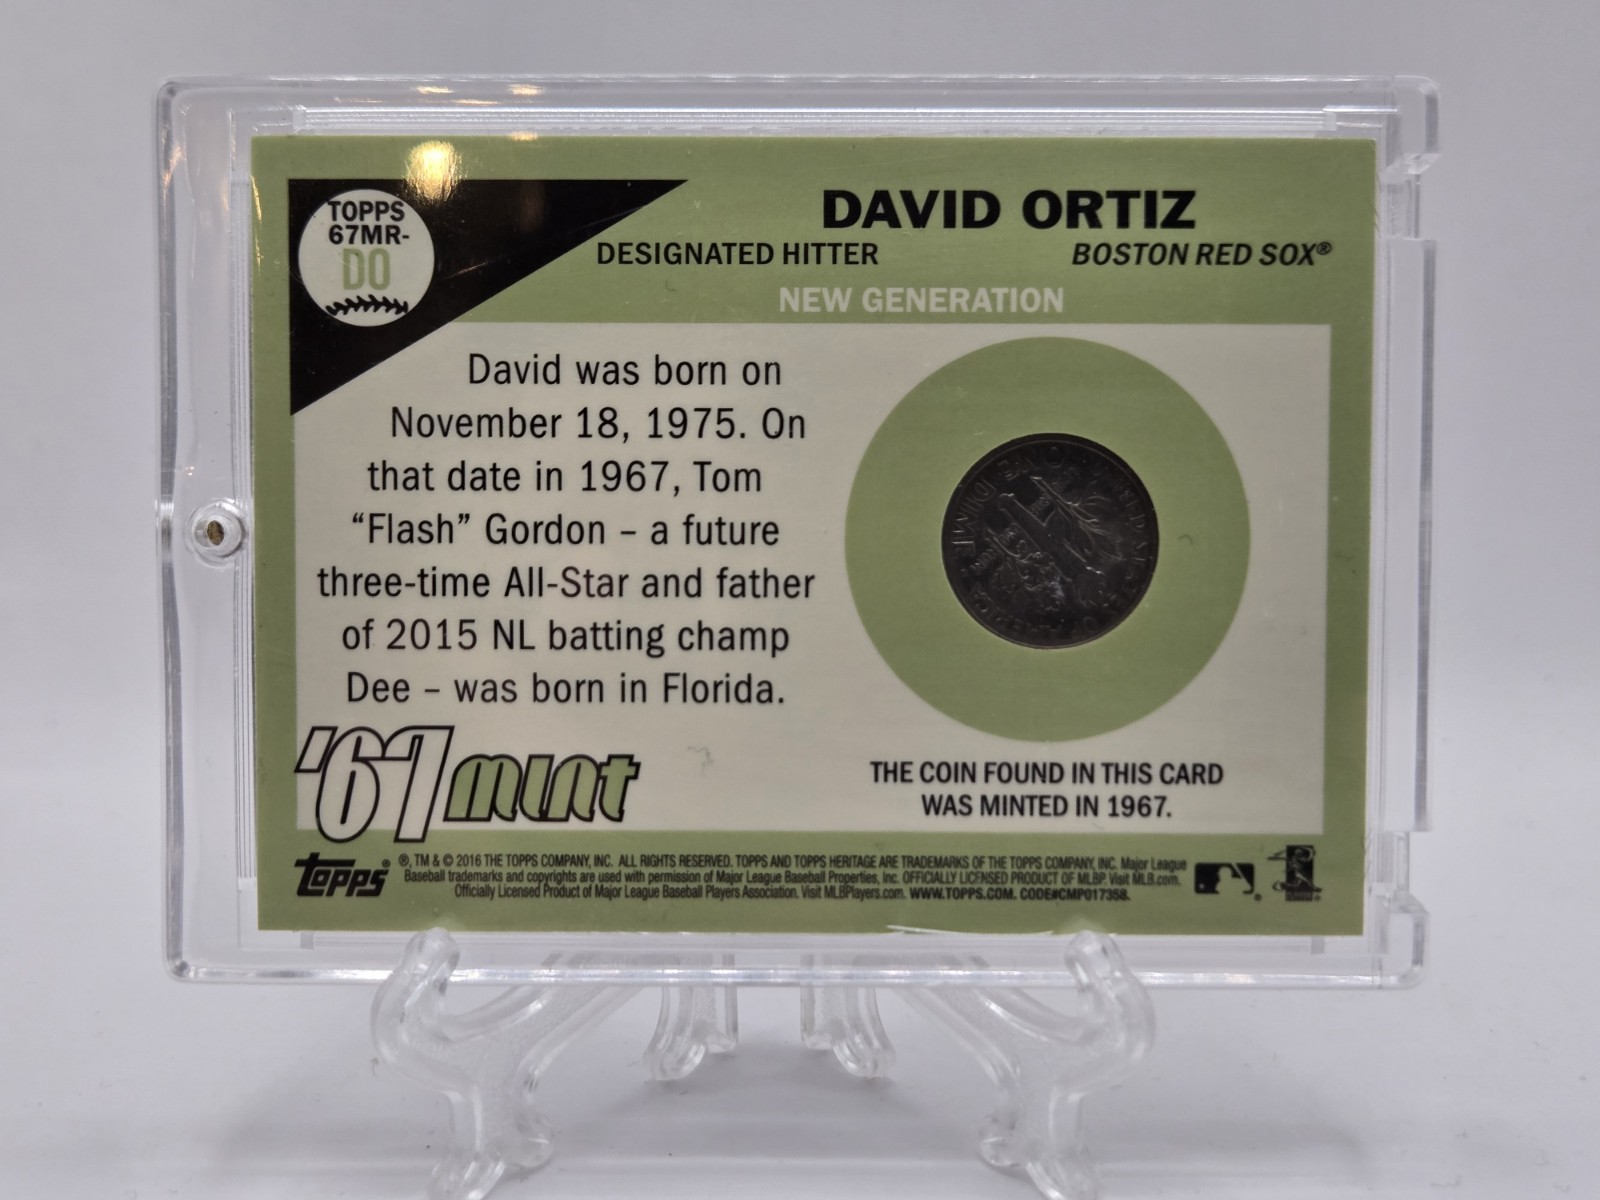 TOPPS
67MR-
DO
DAVID ORTIZ
DESIGNATED HITTER
BOSTON RED SOX®
NEW GENERATION
David was born on
November 18, 1975. On
that date in 1967, Tom
“Flash” Gordon – a future
three-time All-Star and father
of 2015 NL batting champ
Dee – was born in Florida.
'67 mint
ONE DIME
OF AMERICA
THE COIN FOUND IN THIS CARD
WAS MINTED IN 1967.
topps®
®, TM & © 2016 THE TOPPS COMPANY, INC. ALL RIGHTS RESERVED. TOPPS AND TOPPS HERITAGE ARE TRADEMARKS OF THE TOPPS COMPANY, INC. Major League
Baseball trademarks and copyrights are used with permission of Major League Baseball Properties, Inc. OFFICIALLY LICENSED PRODUCT OF MLBP. Visit MLB.com.
Officially Licensed Product of Major League Baseball Players Association. Visit MLBPlayers.com. WWW.TOPPS.COM. CODE#CMP017358.